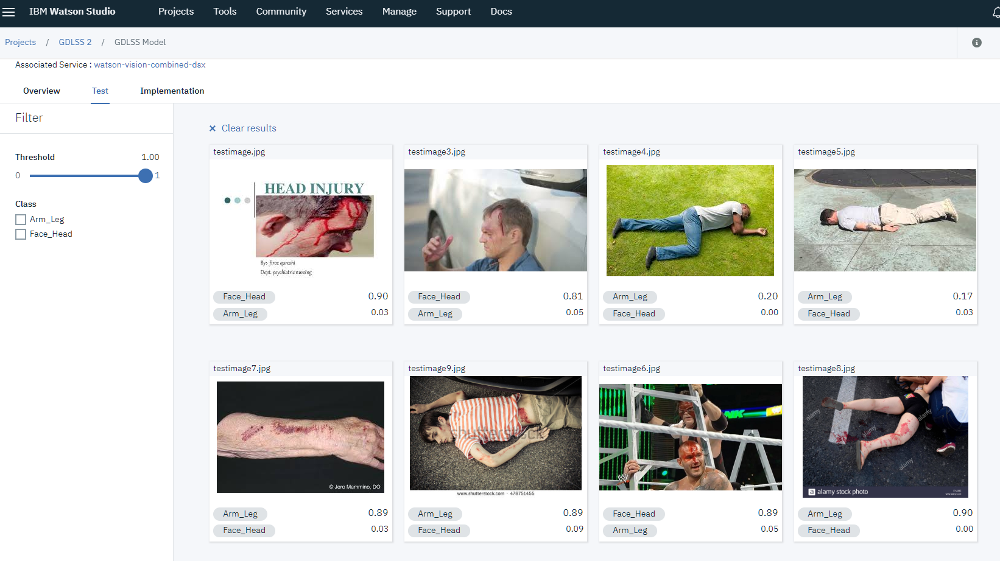 IBM Watson Studio Projects Tools Community Services Manage Support Docs
Projects / GDLSS 2 / GDLSS Model
Associated Service : watson-vision-combined-dsx
Overview Test Implementation
Filter
Threshold 1.00
0 1
Class
Arm_Leg
Face_Head
× Clear results
testimage.jpg
HEAD INJURY
By:- firoz qureshi
Dept. psychiatric nursing
Face_Head 0.90
Arm_Leg 0.03
testimage3.jpg
Face_Head 0.81
Arm_Leg 0.05
testimage4.jpg
Arm_Leg 0.20
Face_Head 0.00
testimage5.jpg
Arm_Leg 0.17
Face_Head 0.03
testimage7.jpg
© Jere Mammino, DO
Arm_Leg 0.89
Face_Head 0.03
testimage9.jpg
shutterstock
www.shutterstock.com · 478751455
Arm_Leg 0.89
Face_Head 0.09
testimage6.jpg
Face_Head 0.89
Arm_Leg 0.05
testimage8.jpg
alamy
alamy
alamy
alamy
a alamy stock photo
Arm_Leg 0.90
Face_Head 0.00